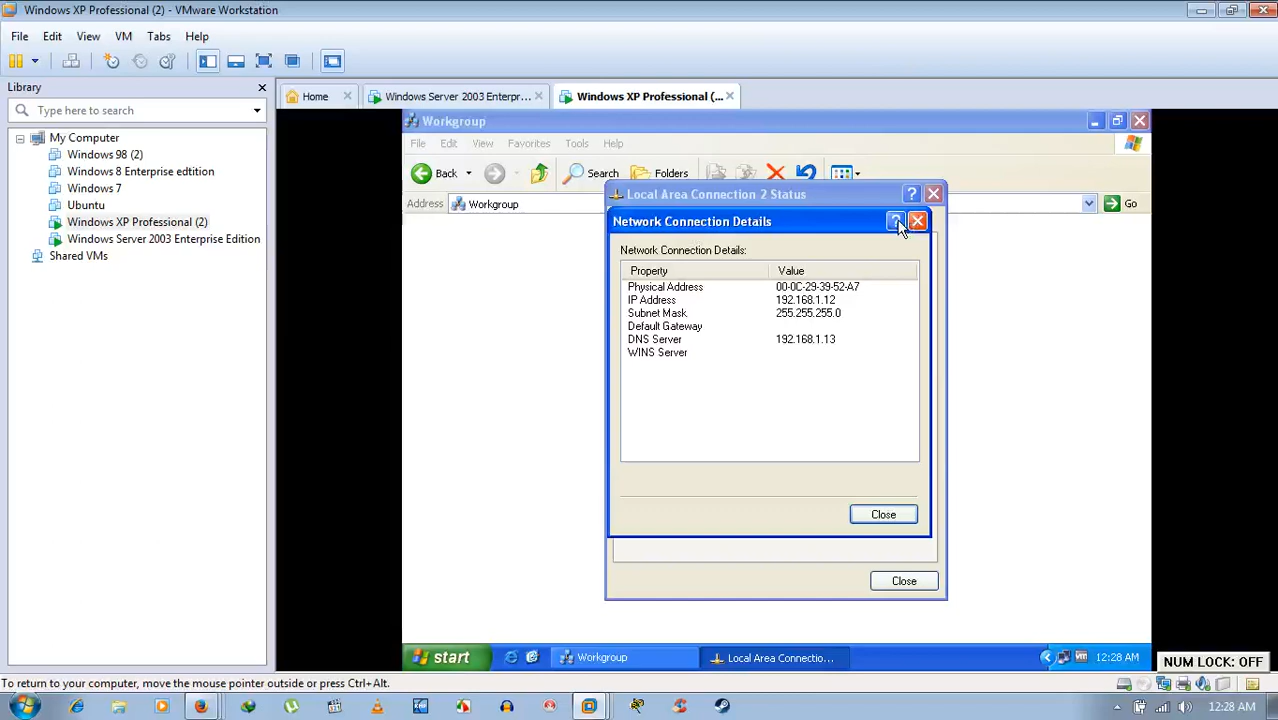 Windows XP Professional (2) - VMware Workstation
File Edit View VM Tabs Help
Library
Type here to search
My Computer
Windows 98 (2)
Windows 8 Enterprise edtition
Windows 7
Ubuntu
Windows XP Professional (2)
Windows Server 2003 Enterprise Edition
Shared VMs
Home
Windows Server 2003 Enterpr...
Windows XP Professional (...
Workgroup
File Edit View Favorites Tools Help
Back Search Folders
Address Workgroup Go
Local Area Connection 2 Status
Network Connection Details
Network Connection Details:
Property Value
Physical Address 00-0C-29-39-52-A7
IP Address 192.168.1.12
Subnet Mask 255.255.255.0
Default Gateway
DNS Server 192.168.1.13
WINS Server
Close
Close
start Workgroup Local Area Connectio... 12:28 AM
NUM LOCK: OFF
To return to your computer, move the mouse pointer outside or press Ctrl+Alt.
12:28 AM